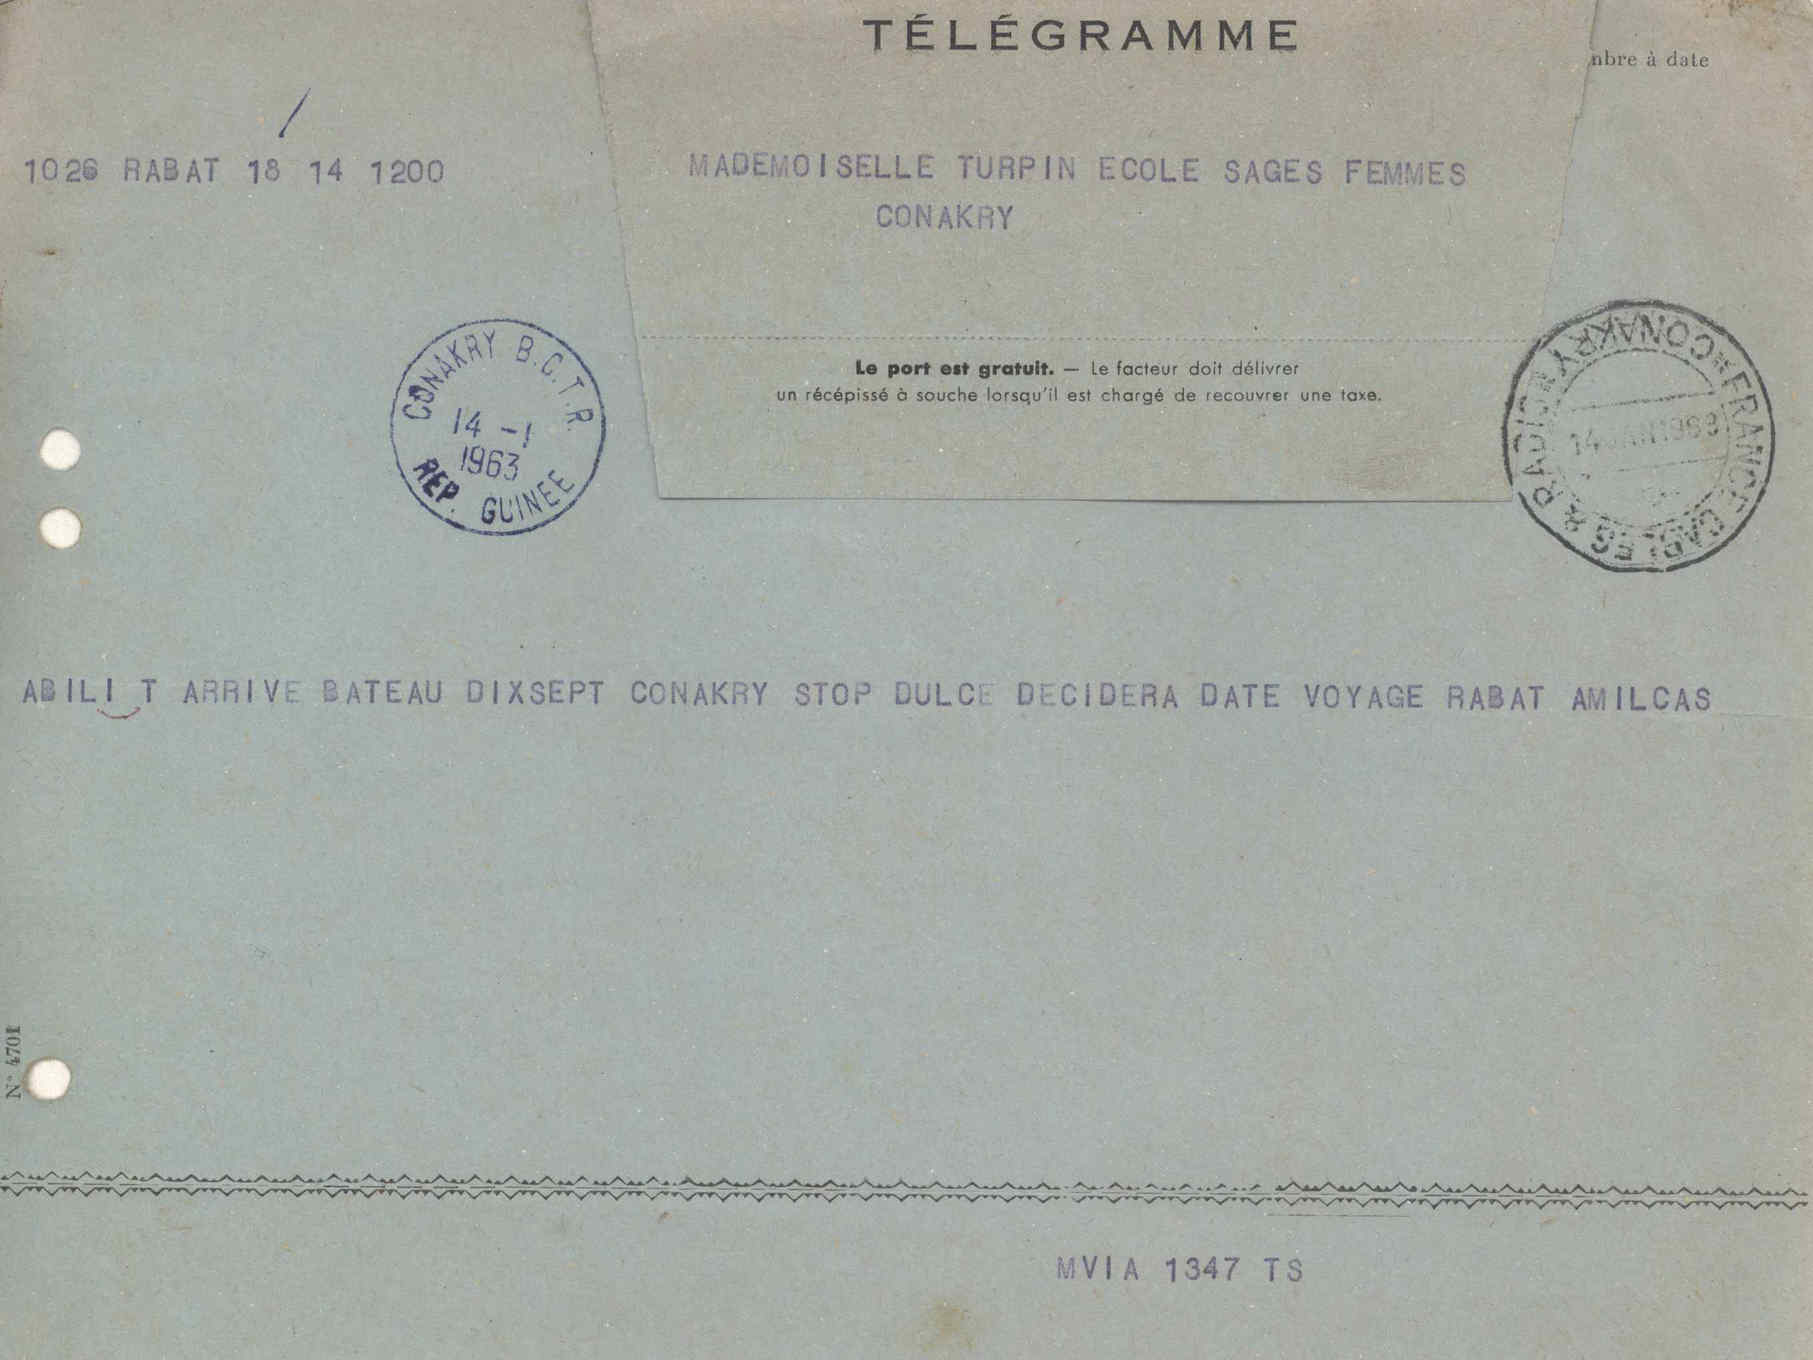 TÉLÉGRAMME
nbre à date
1026 RABAT 18 14 1200
MADEMOISELLE TURPIN ECOLE SAGES FEMMES
CONAKRY
CONAKRY B.C.T.R.
14 -1
1963
REP. GUINEE
Le port est gratuit. — Le facteur doit délivrer
un récépissé à souche lorsqu'il est chargé de recouvrer une taxe.
FRANCE CABLES & RADIO CONAKRY
14 JAN 1963
ABILI T ARRIVE BATEAU DIXSEPT CONAKRY STOP DULCE DECIDERA DATE VOYAGE RABAT AMILCAS
N° 4701
MVIA 1347 TS